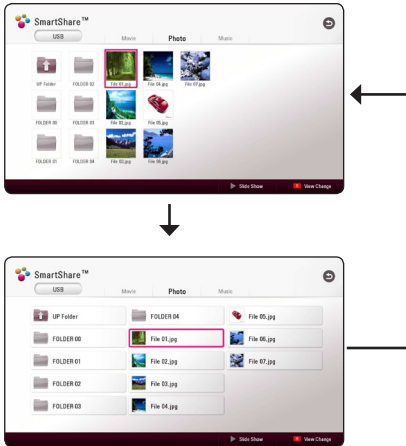 SmartShare™
USB
Movie Photo Music
UP Folder FOLDER 02 File 01.jpg File 04.jpg File 07.jpg
FOLDER 00 FOLDER 03 File 02.jpg File 05.jpg
FOLDER 01 FOLDER 04 File 03.jpg File 06.jpg
Slide Show View Change
SmartShare™
USB
Movie Photo Music
UP Folder FOLDER 04 File 05.jpg
FOLDER 00 File 01.jpg File 06.jpg
FOLDER 01 File 02.jpg File 07.jpg
FOLDER 02 File 03.jpg
FOLDER 03 File 04.jpg
Slide Show View Change